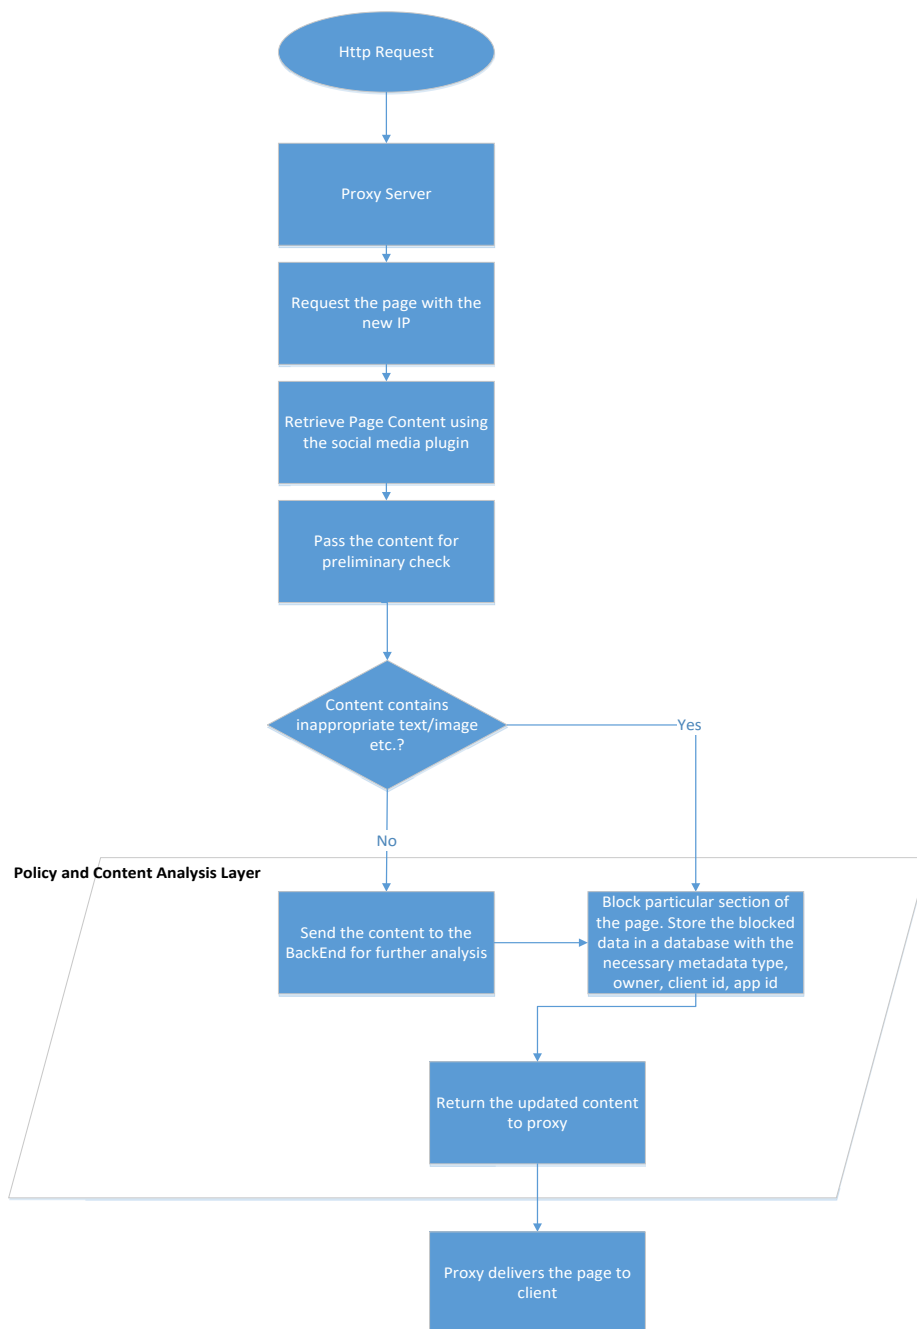 Http Request
Proxy Server
Request the page with the
new IP
Retrieve Page Content using
the social media plugin
Pass the content for
preliminary check
Content contains
inappropriate text/image
etc.?
Yes
No
Policy and Content Analysis Layer
Send the content to the
BackEnd for further analysis
Block particular section of
the page. Store the blocked
data in a database with the
necessary metadata type,
owner, client id, app id
Return the updated content
to proxy
Proxy delivers the page to
client